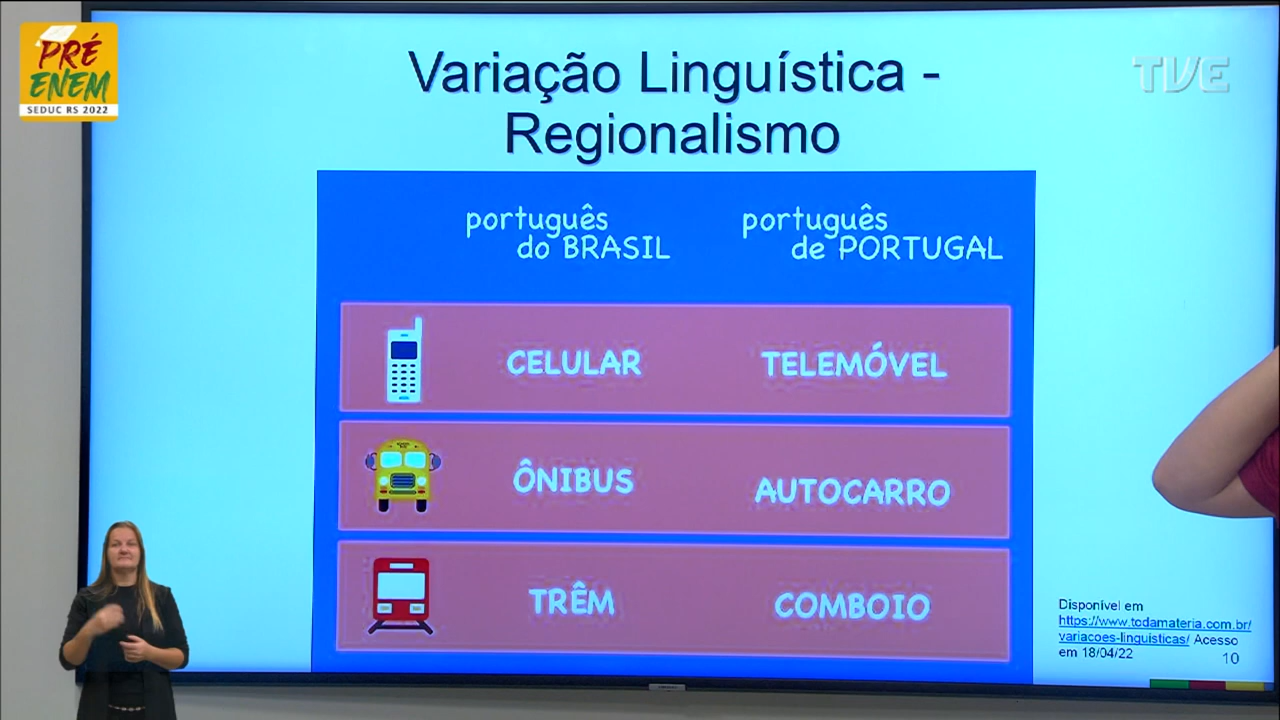 PRÉ
ENEM
SEDUC RS 2022
TVE
Variação Linguística -
Regionalismo
português
do BRASIL
português
de PORTUGAL
CELULAR
TELEMÓVEL
ÔNIBUS
AUTOCARRO
TRÊM
COMBOIO
Disponível em
https://www.todamateria.com.br/
variacoes-linguisticas/ Acesso
em 18/04/22
10